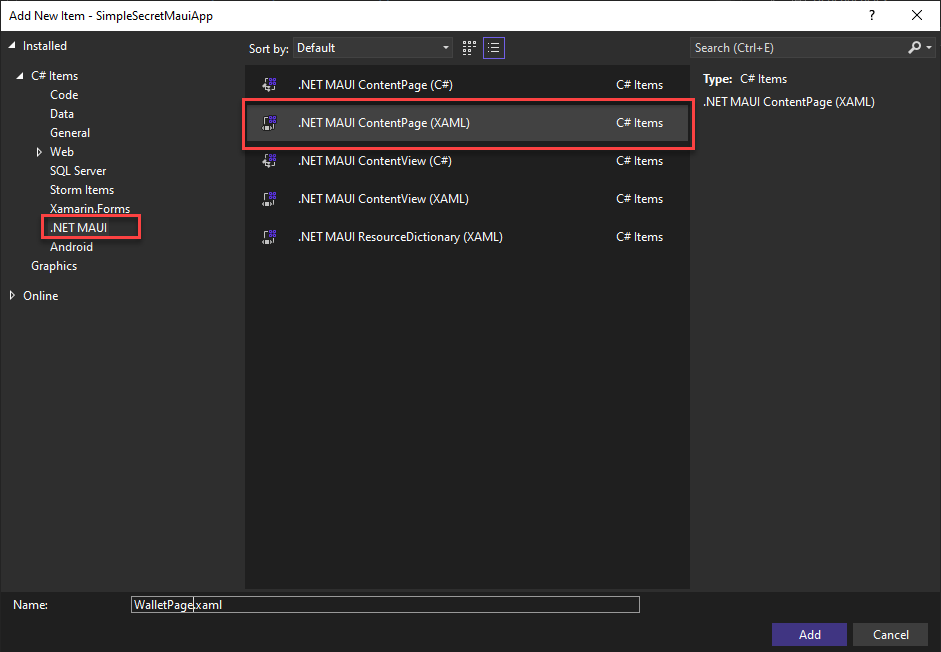 Add New Item - SimpleSecretMauiApp
?
Installed
Sort by: Default
Search (Ctrl+E)
C# Items
Code
Data
General
Web
SQL Server
Storm Items
Xamarin.Forms
.NET MAUI
Android
Graphics
Online
.NET MAUI ContentPage (C#) C# Items
.NET MAUI ContentPage (XAML) C# Items
.NET MAUI ContentView (C#) C# Items
.NET MAUI ContentView (XAML) C# Items
.NET MAUI ResourceDictionary (XAML) C# Items
Type: C# Items
.NET MAUI ContentPage (XAML)
Name: WalletPage.xaml
Add Cancel